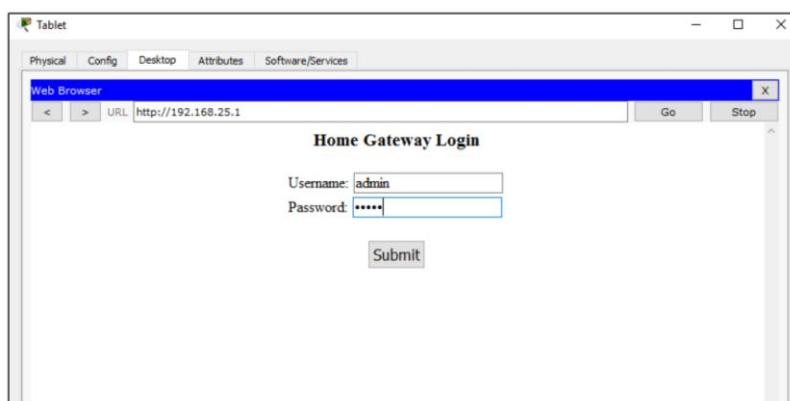 Tablet
Physical Config Desktop Attributes Software/Services
Web Browser X
< > URL http://192.168.25.1 Go Stop
Home Gateway Login
Username: admin
Password: •••••
Submit